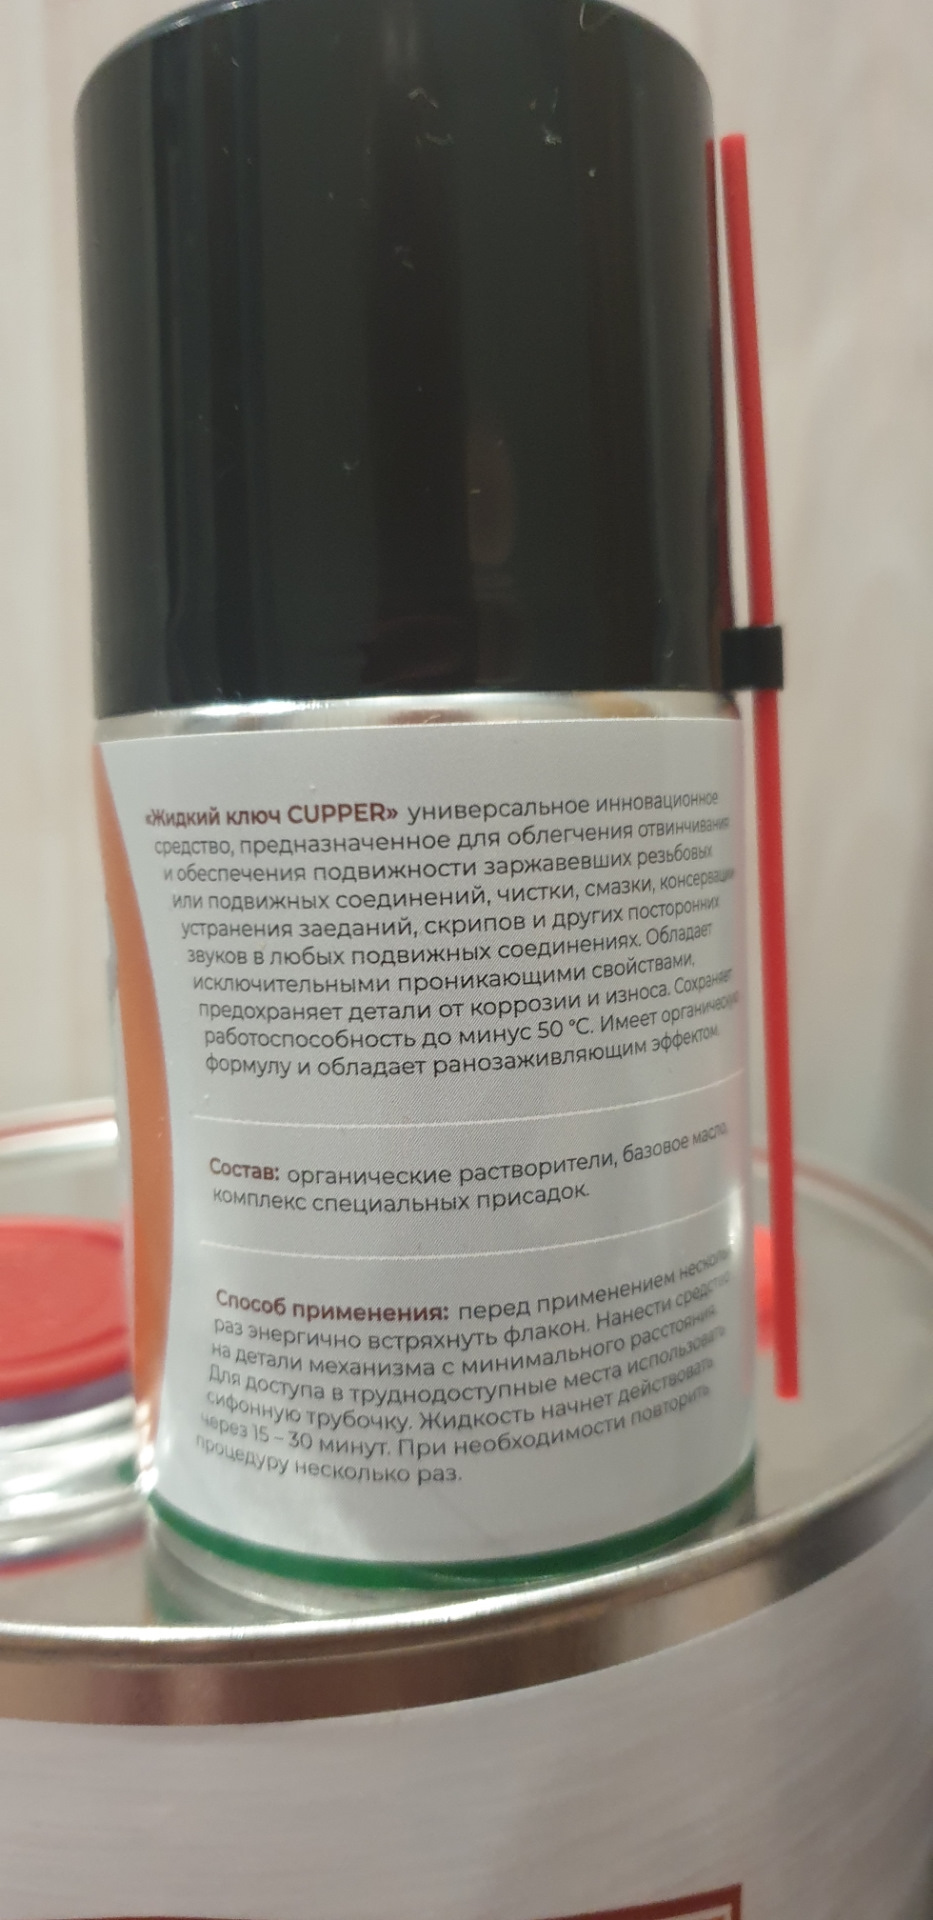 «Жидкий ключ CUPPER» универсальное инновационное
средство, предназначенное для облегчения отвинчивания
и обеспечения подвижности заржавевших резьбовых
или подвижных соединений, чистки, смазки, консервации
устранения заеданий, скрипов и других посторонних
звуков в любых подвижных соединениях. Обладает
исключительными проникающими свойствами,
предохраняет детали от коррозии и износа. Сохраняет
работоспособность до минус 50 °С. Имеет органическую
формулу и обладает ранозаживляющим эффектом.
Состав: органические растворители, базовое масло,
комплекс специальных присадок.
Способ применения: перед применением несколько
раз энергично встряхнуть флакон. Нанести средство
на детали механизма с минимального расстояния.
Для доступа в труднодоступные места использовать
сифонную трубочку. Жидкость начнет действовать
через 15 – 30 минут. При необходимости повторить
процедуру несколько раз.